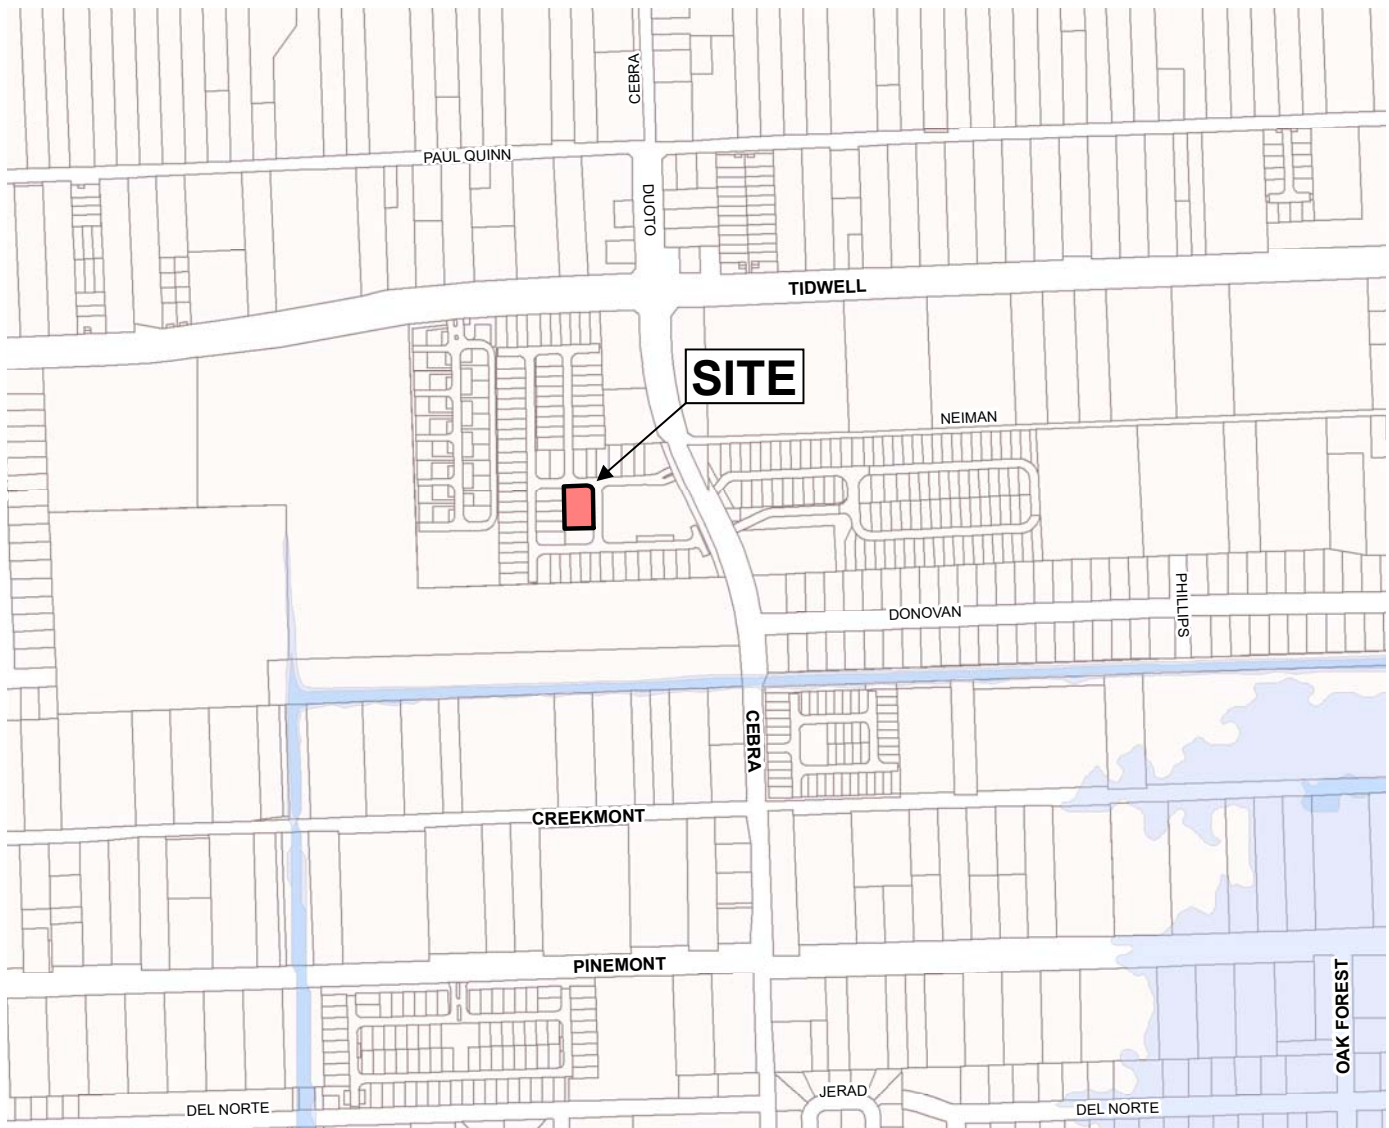 CEBRA
PAUL QUINN
DUOTO
TIDWELL
SITE
NEIMAN
PHILLIPS
DONOVAN
CEBRA
CREEKMONT
PINEMONT
OAK FOREST
JERAD
DEL NORTE
DEL NORTE